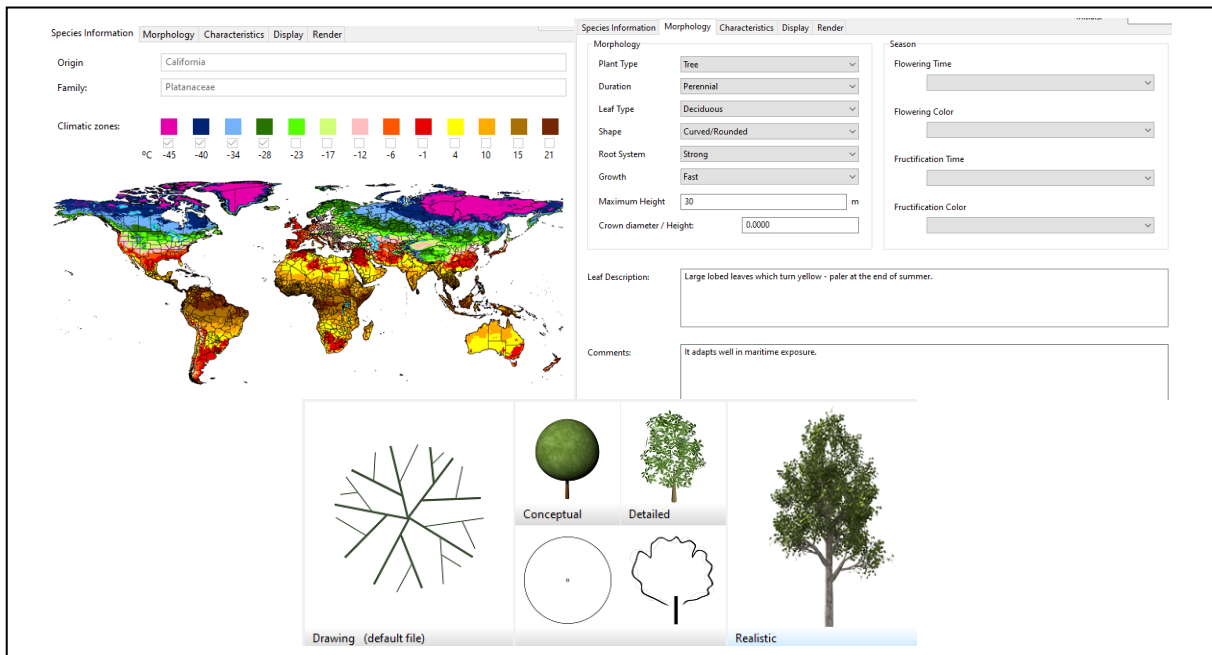 Species Information Morphology Characteristics Display Render
Origin California
Family: Platanaceae
Climatic zones:
ºC -45 -40 -34 -28 -23 -17 -12 -6 -1 4 10 15 21
Species Information Morphology Characteristics Display Render
Morphology
Plant Type Tree
Duration Perennial
Leaf Type Deciduous
Shape Curved/Rounded
Root System Strong
Growth Fast
Maximum Height 30 m
Crown diameter / Height: 0.0000
Season
Flowering Time
Flowering Color
Fructification Time
Fructification Color
Leaf Description: Large lobed leaves which turn yellow - paler at the end of summer.
Comments: It adapts well in maritime exposure.
Conceptual Detailed
Drawing (default file) Realistic